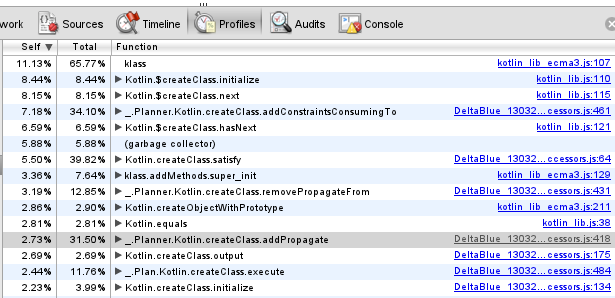 work Sources Timeline Profiles Audits Console
Self ▼ Total Function
11.13% 65.77% klass kotlin_lib_ecma3.js:107
8.44% 8.44% ▶ Kotlin.$createClass.initialize kotlin_lib.js:110
8.15% 8.15% ▶ Kotlin.$createClass.next kotlin_lib.js:115
7.18% 34.10% ▶ _.Planner.Kotlin.createClass.addConstraintsConsumingTo DeltaBlue_13032...cessors.js:461
6.59% 6.59% ▶ Kotlin.$createClass.hasNext kotlin_lib.js:121
5.88% 5.88% (garbage collector)
5.50% 39.82% ▶ Kotlin.createClass.satisfy DeltaBlue_13032...ccessors.js:64
3.36% 7.64% ▶ klass.addMethods.super_init kotlin_lib_ecma3.js:129
3.19% 12.85% ▶ _.Planner.Kotlin.createClass.removePropagateFrom DeltaBlue_13032...cessors.js:431
2.86% 2.90% ▶ Kotlin.createObjectWithPrototype kotlin_lib_ecma3.js:211
2.81% 2.81% ▶ Kotlin.equals kotlin_lib.js:38
2.73% 31.50% ▶ _.Planner.Kotlin.createClass.addPropagate DeltaBlue_13032...cessors.js:418
2.69% 2.69% ▶ Kotlin.createClass.output DeltaBlue_13032...cessors.js:175
2.44% 11.76% ▶ _.Plan.Kotlin.createClass.execute DeltaBlue_13032...cessors.js:484
2.23% 3.99% ▶ Kotlin.createClass.initialize DeltaBlue_13032...cessors.js:134